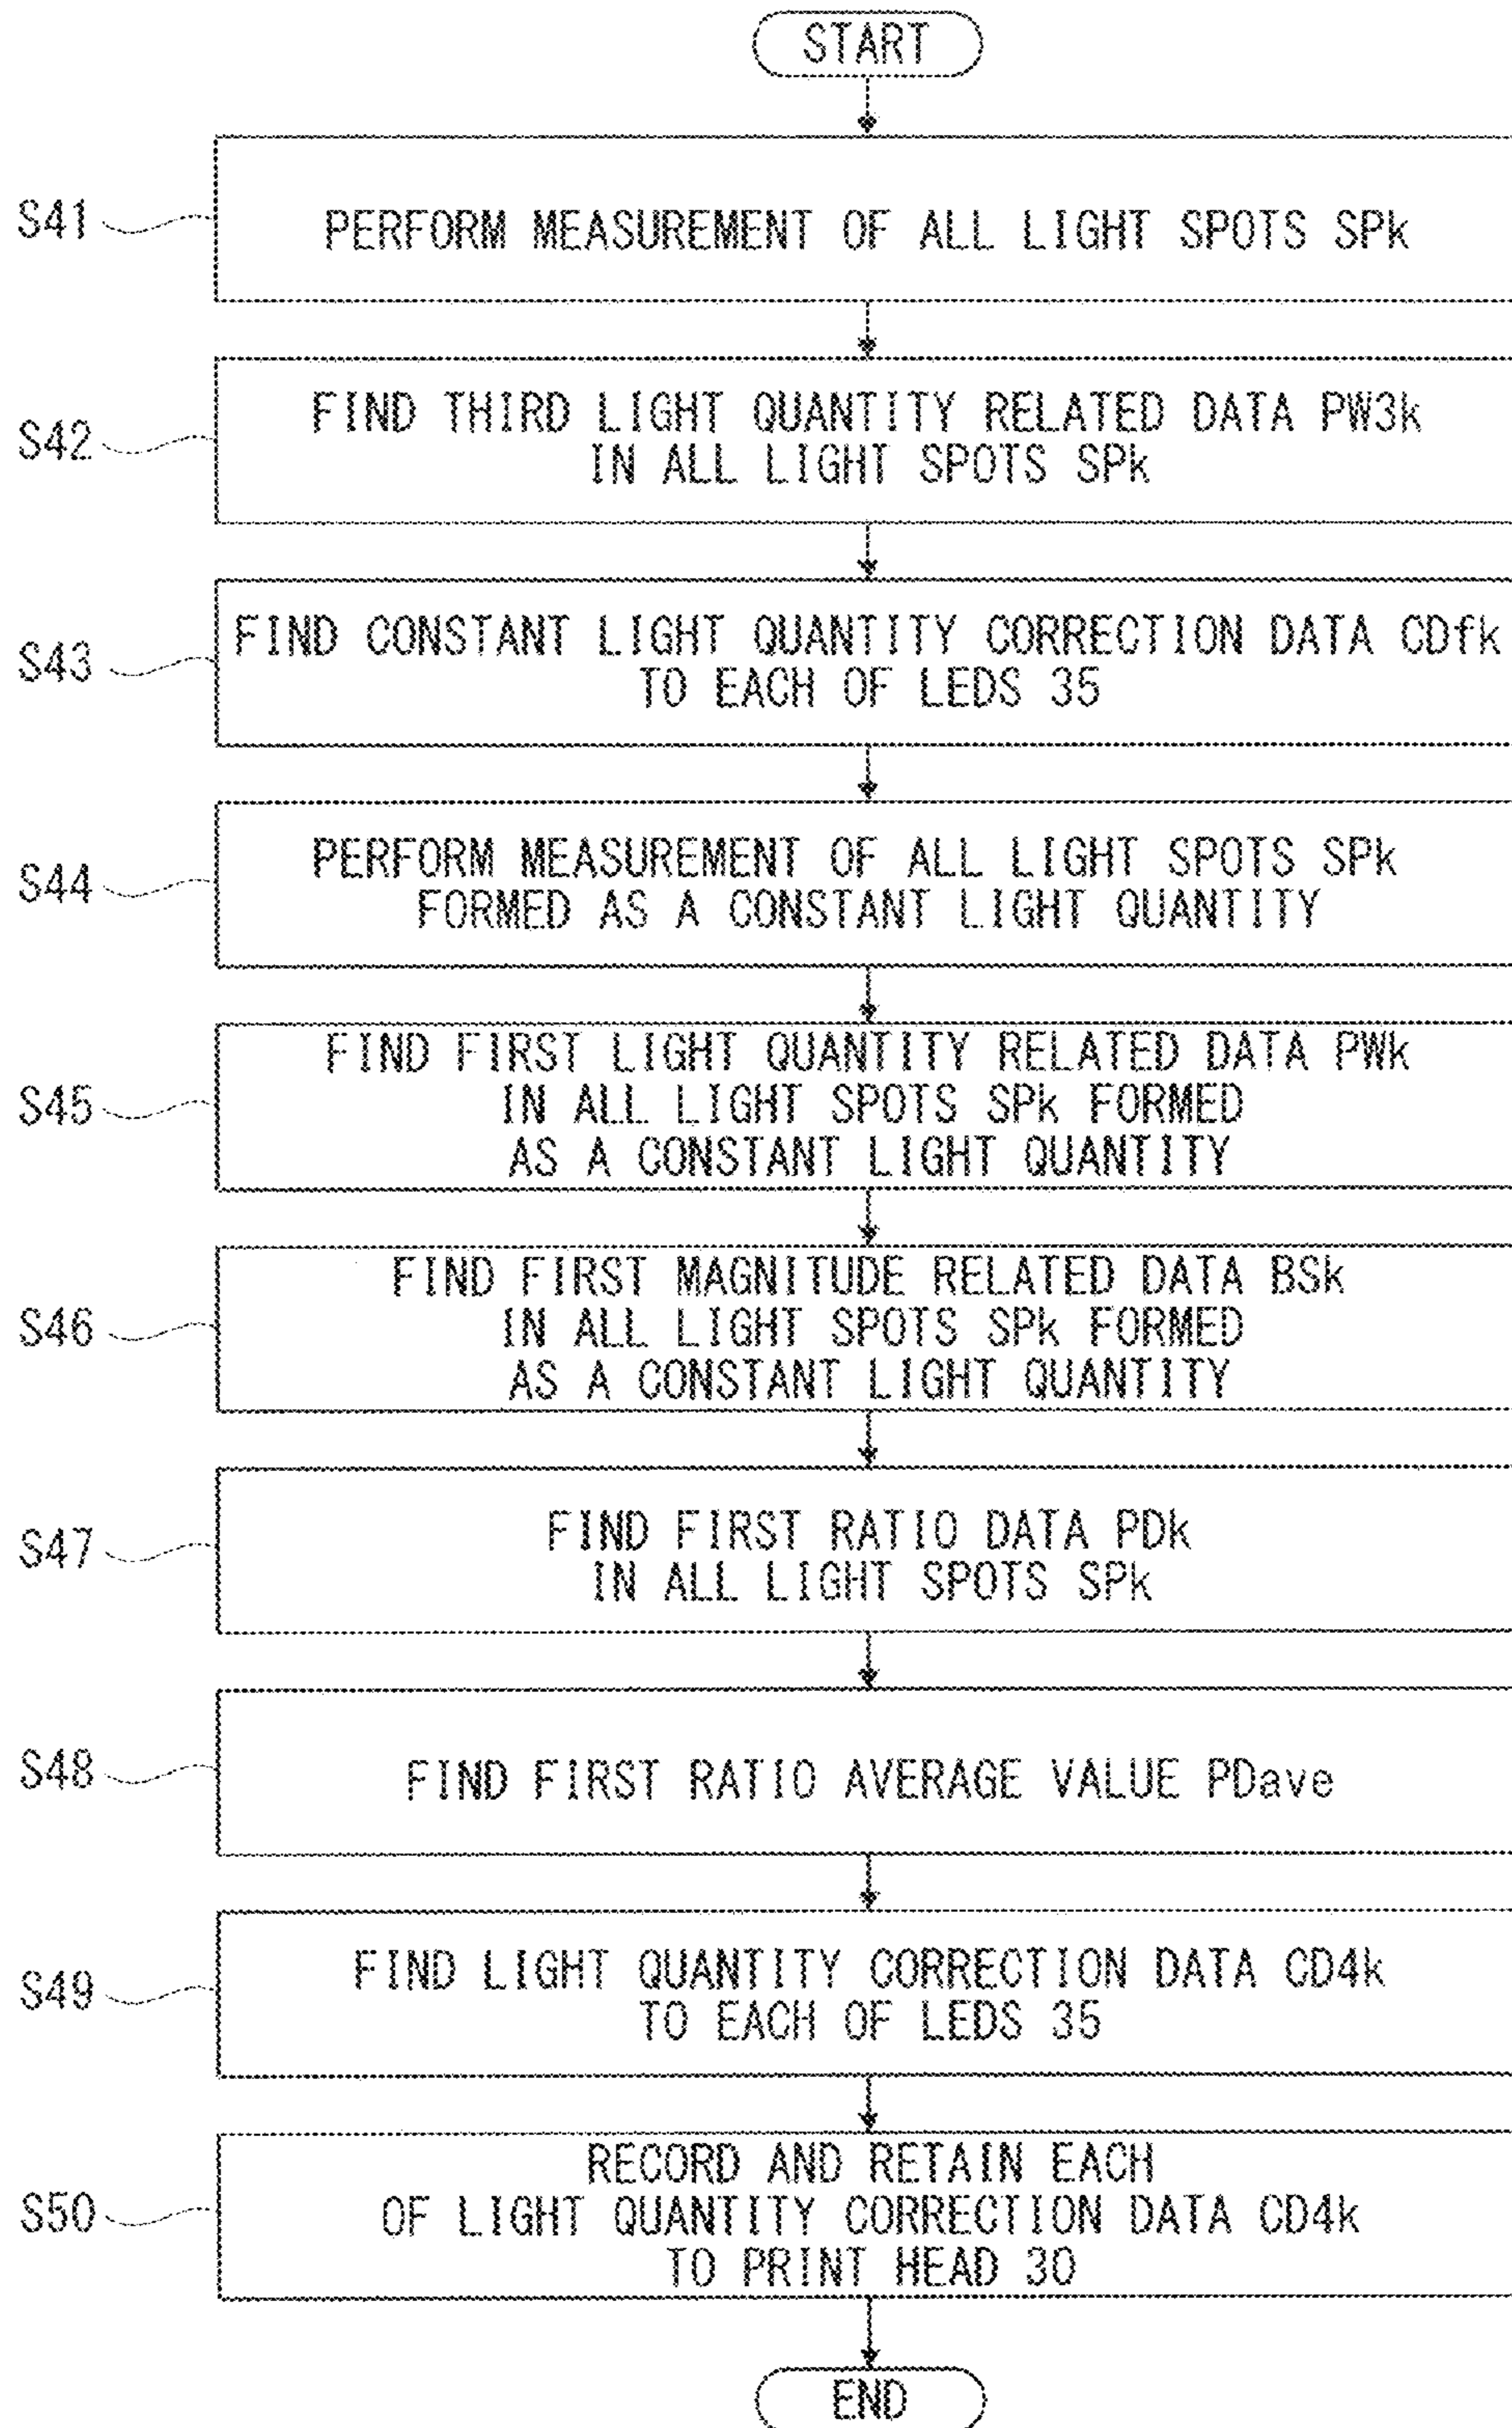 START
S41
PERFORM MEASUREMENT OF ALL LIGHT SPOTS SPk
S42
FIND THIRD LIGHT QUANTITY RELATED DATA PW3k
IN ALL LIGHT SPOTS SPk
S43
FIND CONSTANT LIGHT QUANTITY CORRECTION DATA CDfk
TO EACH OF LEDS 35
S44
PERFORM MEASUREMENT OF ALL LIGHT SPOTS SPk
FORMED AS A CONSTANT LIGHT QUANTITY
S45
FIND FIRST LIGHT QUANTITY RELATED DATA PWk
IN ALL LIGHT SPOTS SPk FORMED
AS A CONSTANT LIGHT QUANTITY
S46
FIND FIRST MAGNITUDE RELATED DATA BSk
IN ALL LIGHT SPOTS SPk FORMED
AS A CONSTANT LIGHT QUANTITY
S47
FIND FIRST RATIO DATA PDk
IN ALL LIGHT SPOTS SPk
S48
FIND FIRST RATIO AVERAGE VALUE PDave
S49
FIND LIGHT QUANTITY CORRECTION DATA CD4k
TO EACH OF LEDS 35
S50
RECORD AND RETAIN EACH
OF LIGHT QUANTITY CORRECTION DATA CD4k
TO PRINT HEAD 30
END